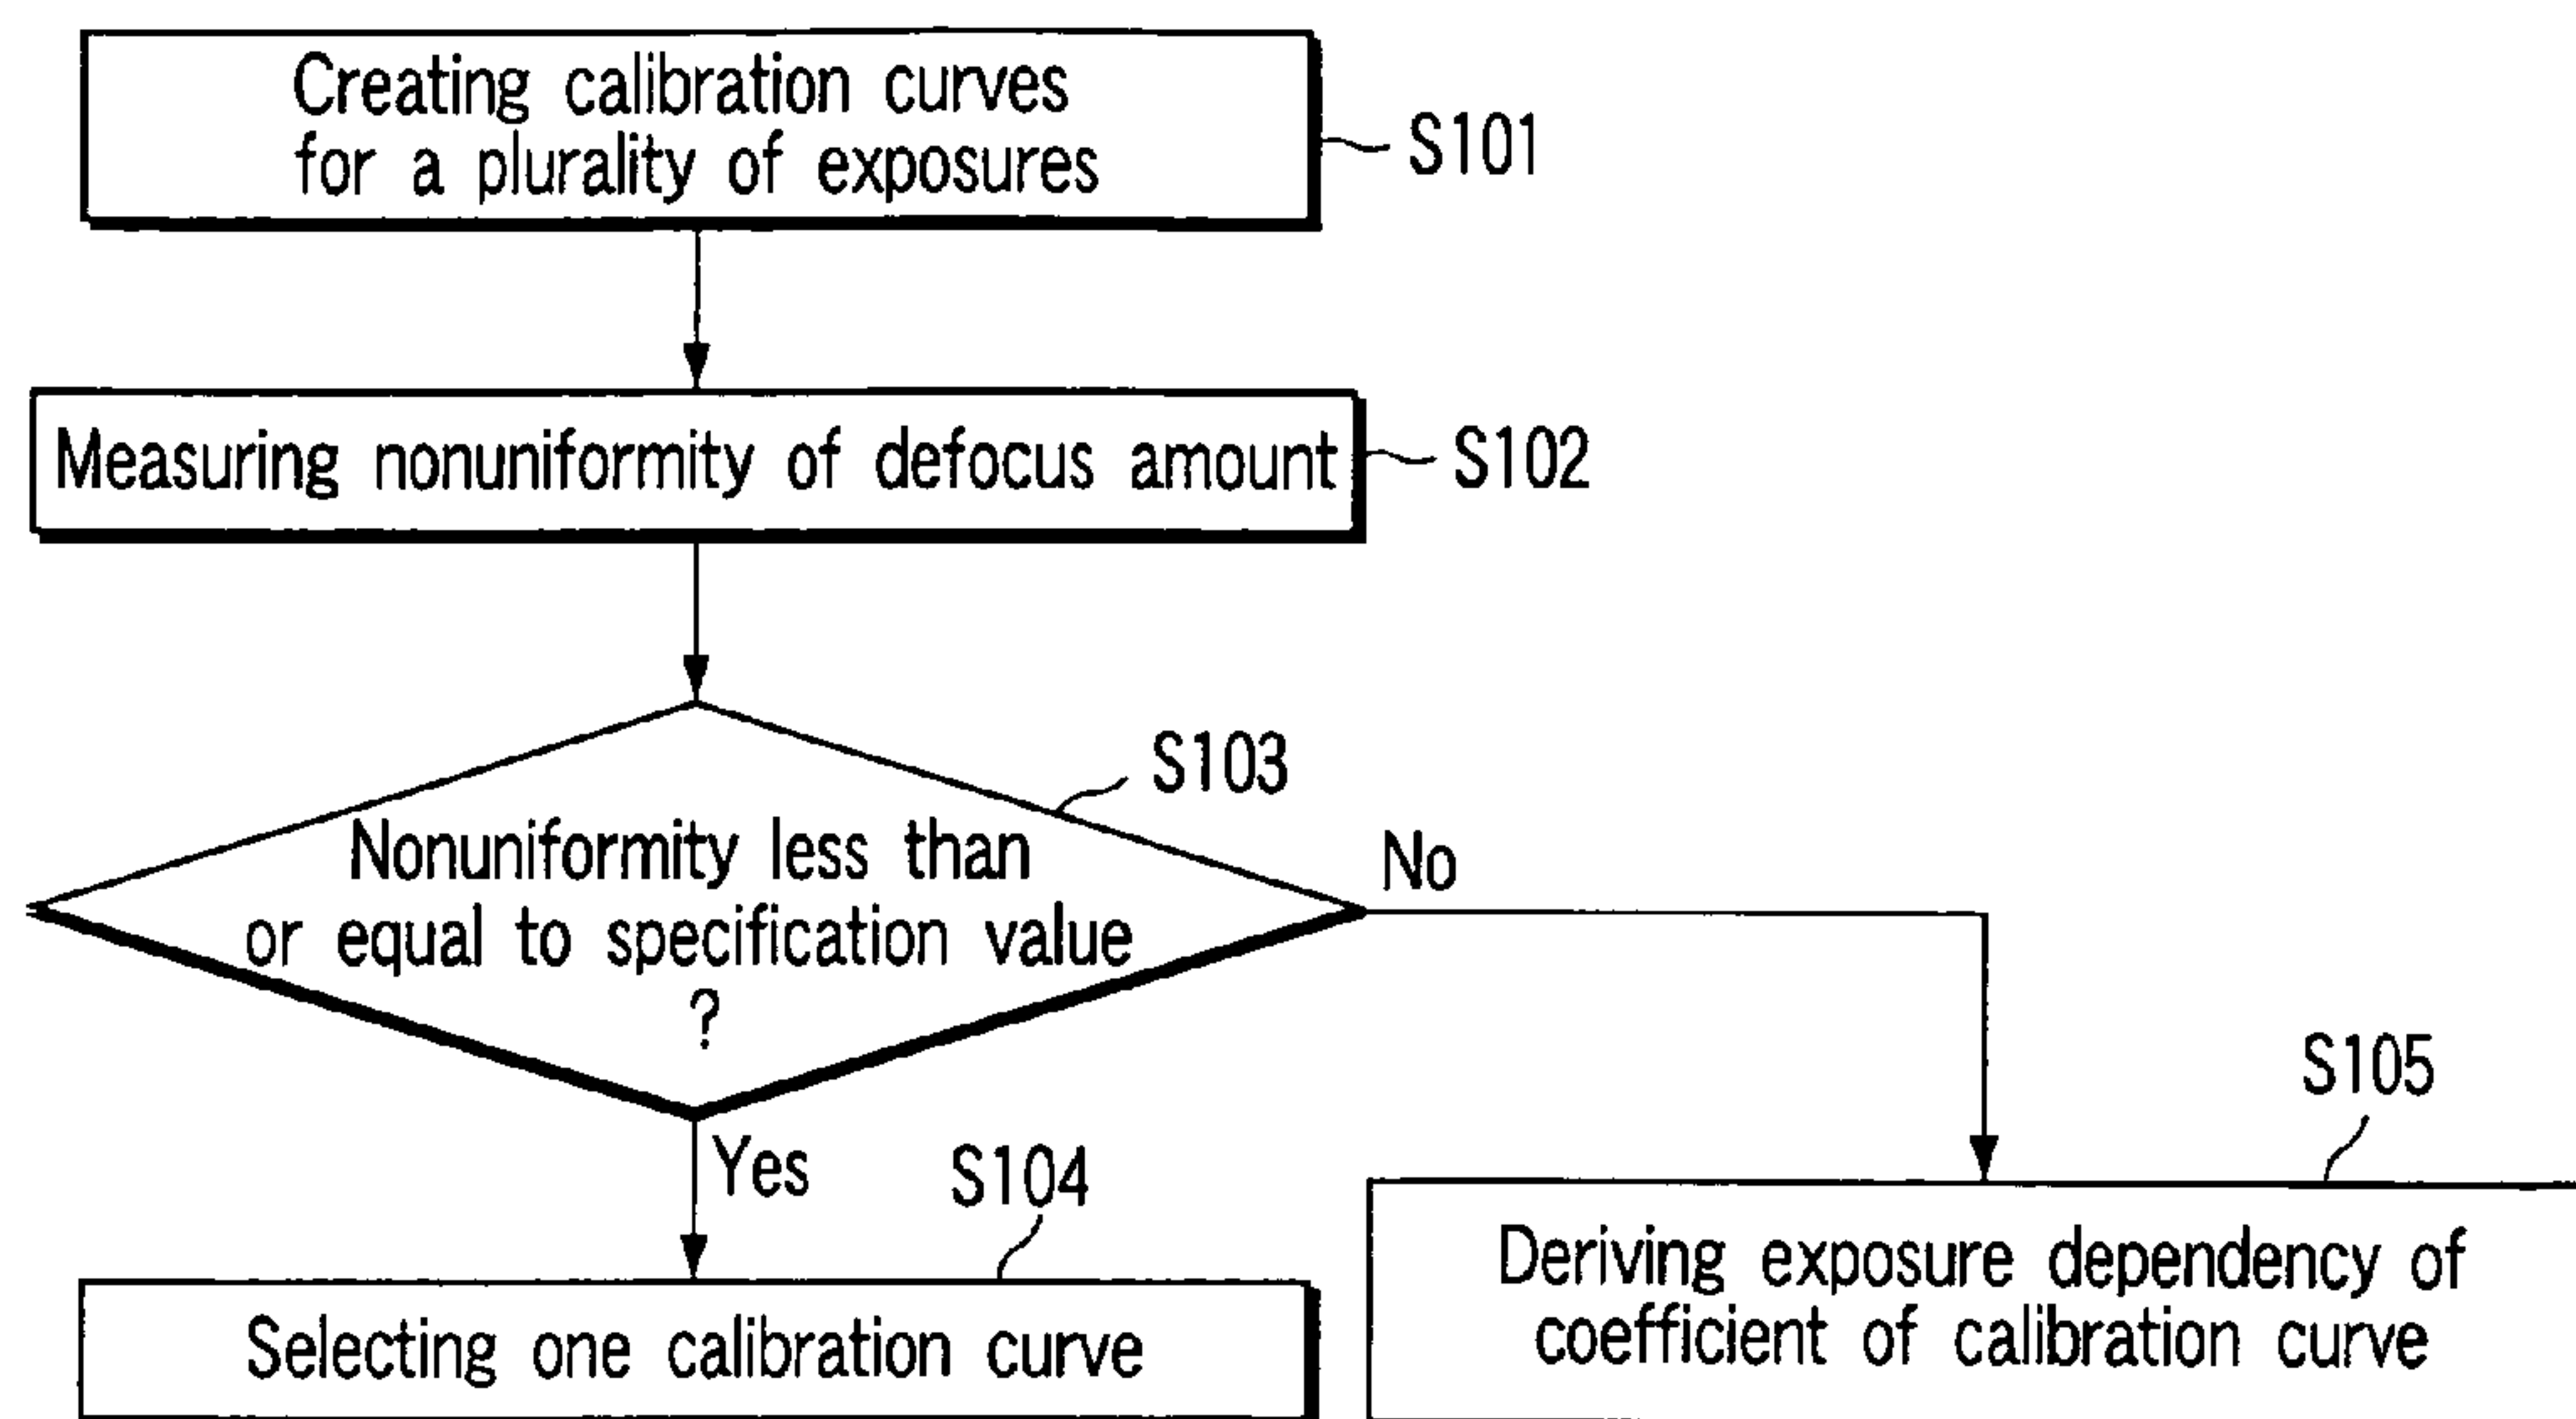 Creating calibration curves
for a plurality of exposures
S101
Measuring nonuniformity of defocus amount
S102
S103
Nonuniformity less than
or equal to specification value
?
No
Yes
S104
Selecting one calibration curve
S105
Deriving exposure dependency of
coefficient of calibration curve